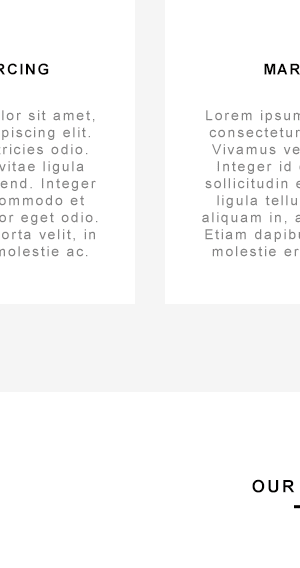 RCING
lor sit amet,
piscing elit.
tricies odio.
vitae ligula
end. Integer
ommodo et
or eget odio.
orta velit, in
molestie ac.
MAR
Lorem ipsum
consectetur
Vivamus ve
Integer id
sollicitudin e
ligula tellu
aliquam in, a
Etiam dapibu
molestie er
OUR